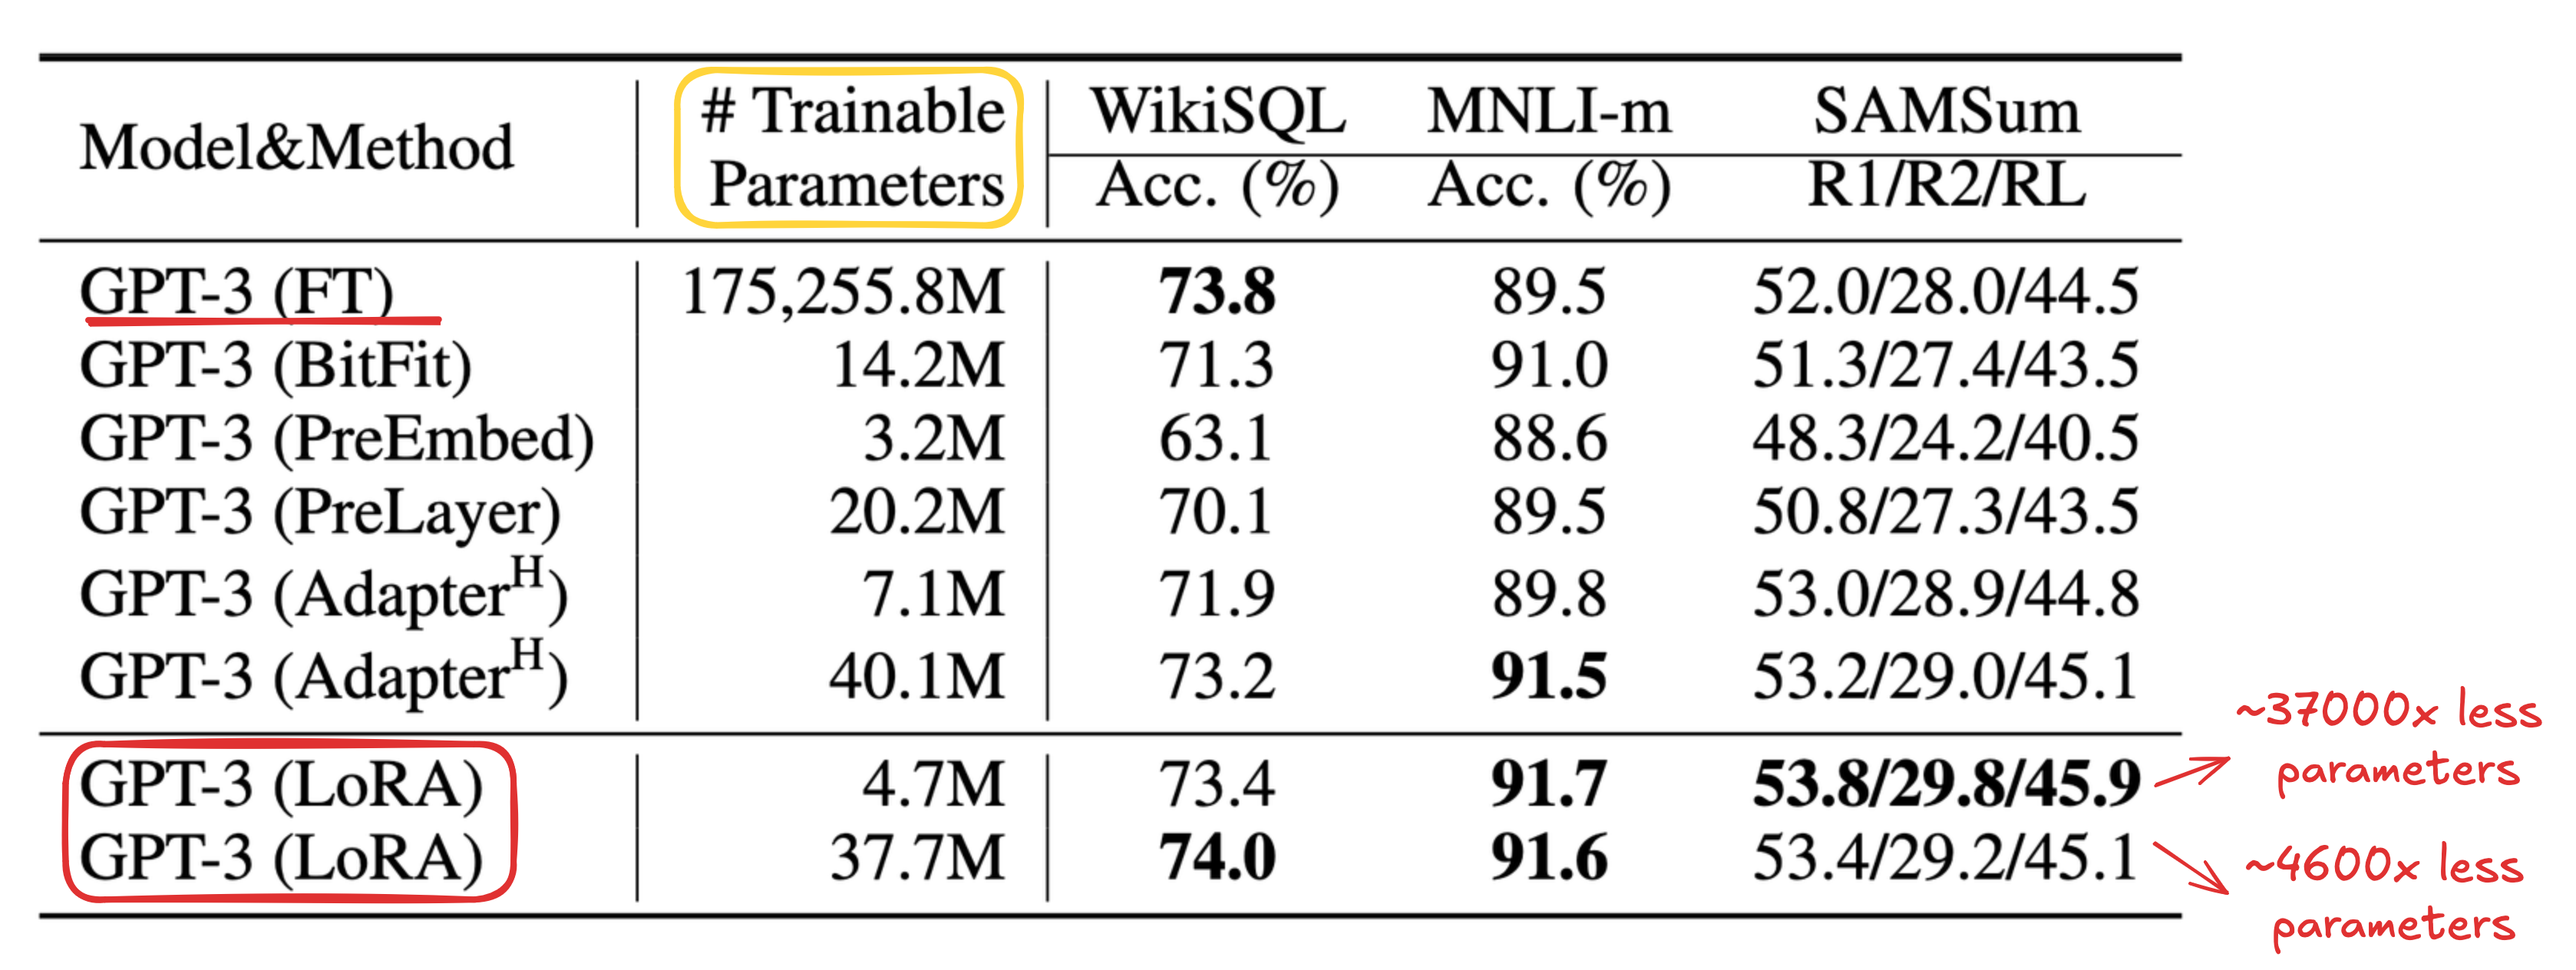 Model&Method # Trainable Parameters WikiSQL MNLI-m SAMSum
Acc. (%) Acc. (%) R1/R2/RL
GPT-3 (FT) 175,255.8M 73.8 89.5 52.0/28.0/44.5
GPT-3 (BitFit) 14.2M 71.3 91.0 51.3/27.4/43.5
GPT-3 (PreEmbed) 3.2M 63.1 88.6 48.3/24.2/40.5
GPT-3 (PreLayer) 20.2M 70.1 89.5 50.8/27.3/43.5
GPT-3 (Adapter^H) 7.1M 71.9 89.8 53.0/28.9/44.8
GPT-3 (Adapter^H) 40.1M 73.2 91.5 53.2/29.0/45.1
GPT-3 (LoRA) 4.7M 73.4 91.7 53.8/29.8/45.9
GPT-3 (LoRA) 37.7M 74.0 91.6 53.4/29.2/45.1
~37000x less
parameters
~4600x less
parameters